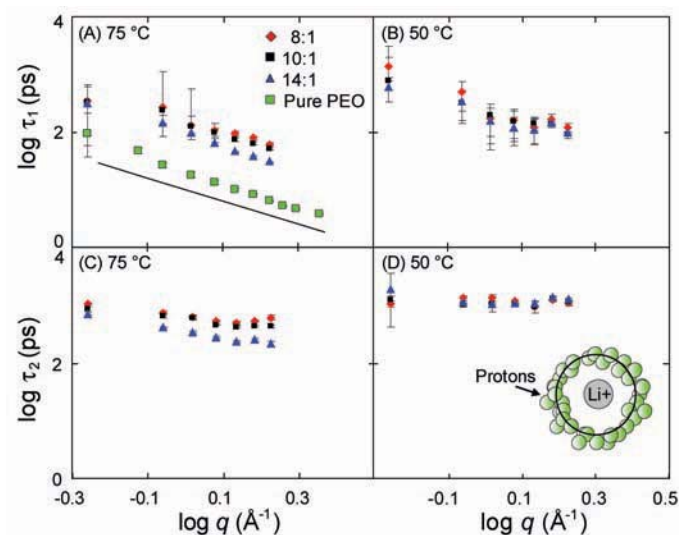 (A) 75 °C
8:1
10:1
14:1
Pure PEO
(B) 50 °C
4
2
0
log τ1 (ps)
(C) 75 °C
(D) 50 °C
4
2
0
log τ2 (ps)
Protons
Li+
-0.3 -0.1 0.1 0.3
-0.1 0.1 0.3 0.5
log q (Å-1)
log q (Å-1)